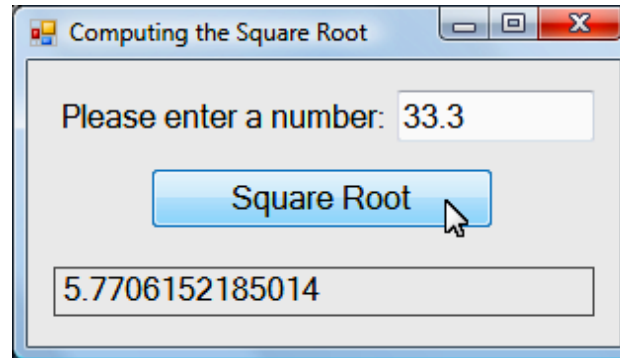 Computing the Square Root
Please enter a number: 33.3
Square Root
5.7706152185014